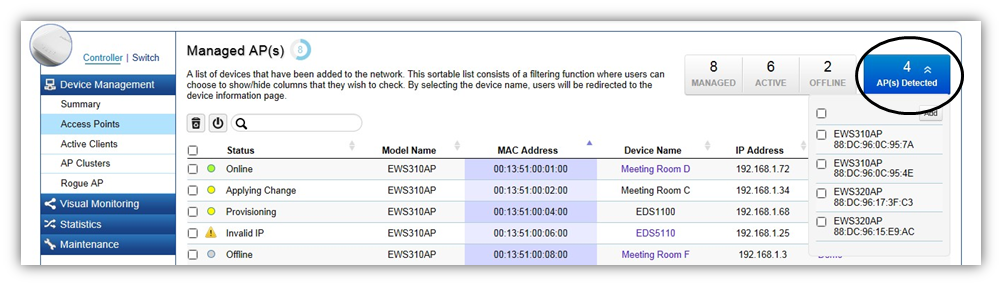 Controller | Switch
Device Management
Summary
Access Points
Active Clients
AP Clusters
Rogue AP
Visual Monitoring
Statistics
Maintenance
Managed AP(s) 8
A list of devices that have been added to the network. This sortable list consists of a filtering function where users can
choose to show/hide columns that they wish to check. By selecting the device name, users will be redirected to the
device information page.
8 MANAGED
6 ACTIVE
2 OFFLINE
4 AP(s) Detected
Add
EWS310AP
88:DC:96:0C:95:7A
EWS310AP
88:DC:96:0C:95:4E
EWS320AP
88:DC:96:17:3F:C3
EWS320AP
88:DC:96:15:E9:AC
Status Model Name MAC Address Device Name IP Address
Online EWS310AP 00:13:51:00:01:00 Meeting Room D 192.168.1.72
Applying Change EWS310AP 00:13:51:00:02:00 Meeting Room C 192.168.1.34
Provisioning EWS310AP 00:13:51:00:04:00 EDS1100 192.168.1.68
Invalid IP EWS310AP 00:13:51:00:06:00 EDS5110 192.168.1.25
Offline EWS310AP 00:13:51:00:08:00 Meeting Room F 192.168.1.3